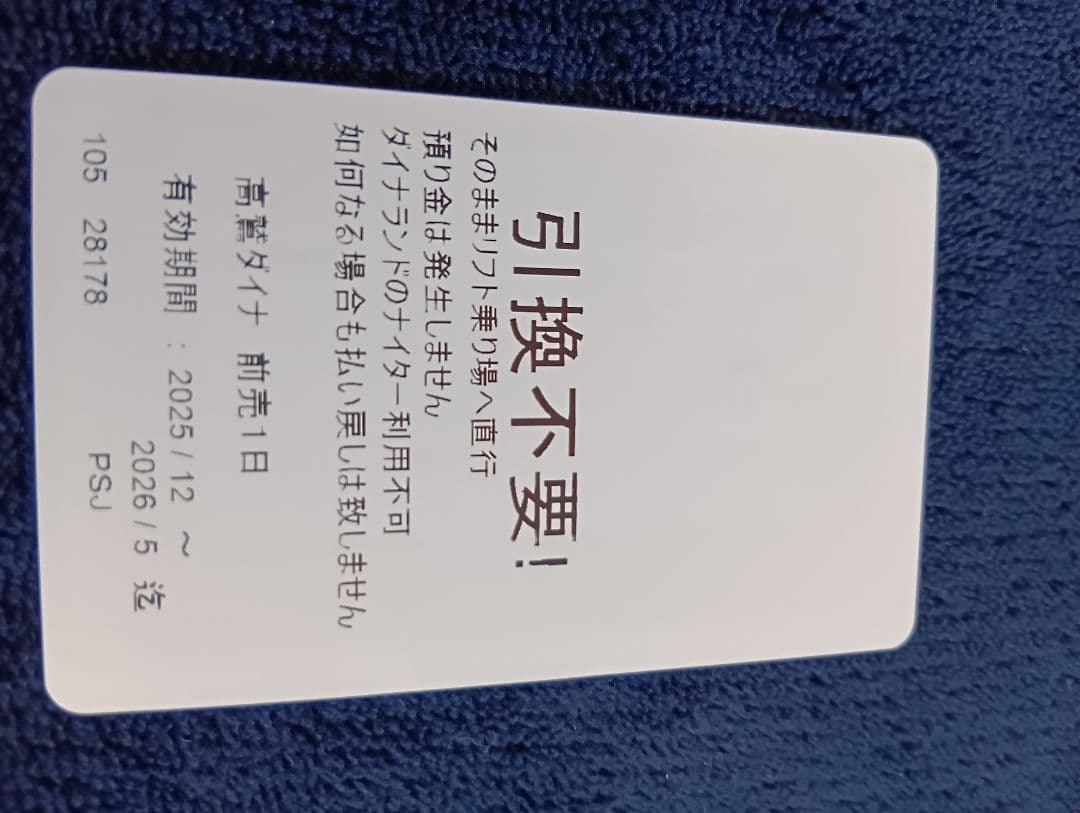 引換不要!
そのままリフト乗り場へ直行
預り金は発生しません
ダイナランドのナイター利用不可
如何なる場合も払い戻しは致しません
高鷲ダイナ 前売1日
有効期間 : 2025 / 12 ～
2026 / 5 迄
105 28178 PSJ